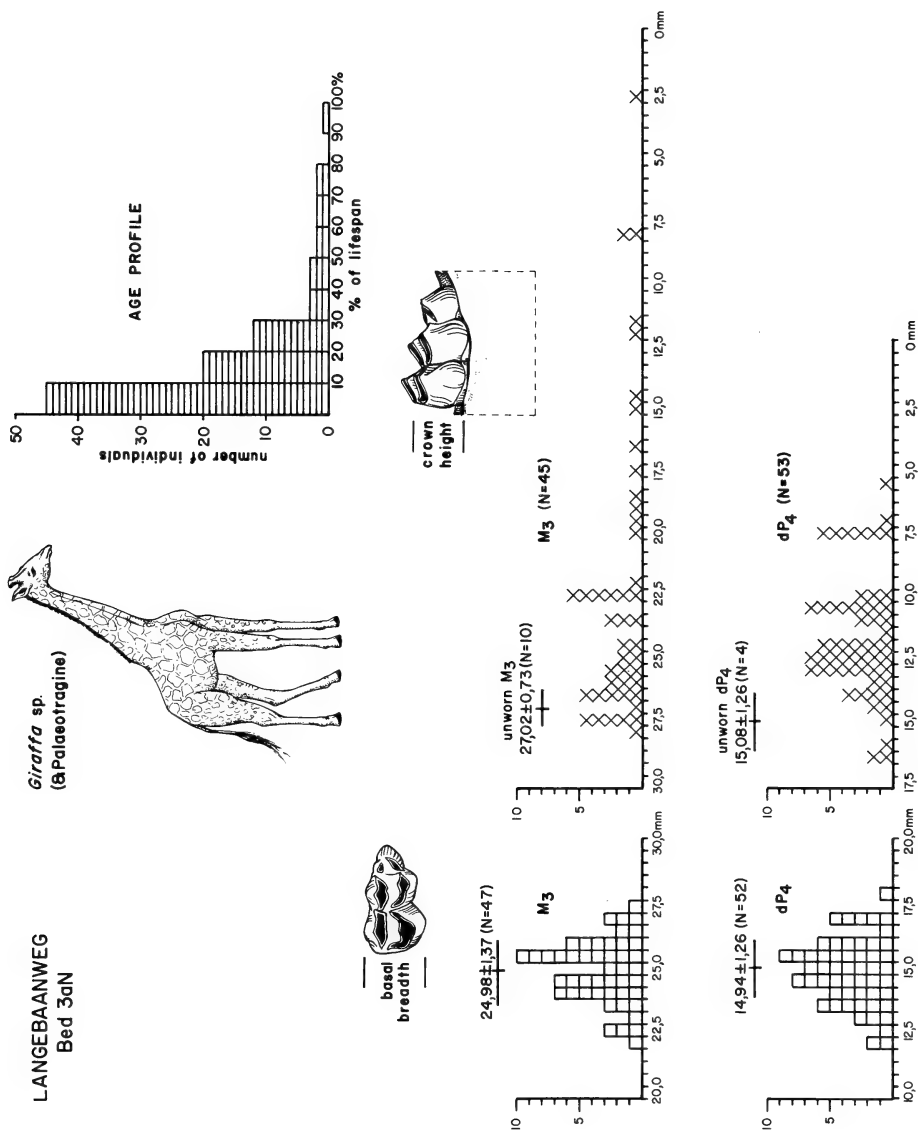 LANGEBAANWEG
Bed 3aN
Giraffa sp.
(& Palaeotragine)
AGE PROFILE
number of individuals
50
40
30
20
10
0
10 20 30 40 50 60 70 80 90 100%
% of lifespan
basal
breadth
crown
height
24,98±1,37 (N=47)
M3
10
5
20,0 22,5 25,0 27,5 30,0mm
unworn M3
27,02±0,73 (N=10)
M3 (N=45)
10
5
30,0 27,5 25,0 22,5 20,0 17,5 15,0 12,5 10,0 7,5 5,0 2,5 0mm
14,94±1,26 (N=52)
dP4
10
5
10,0 12,5 15,0 17,5 20,0mm
unworn dP4
15,08±1,26 (N=4)
dP4 (N=53)
10
5
17,5 15,0 12,5 10,0 7,5 5,0 2,5 0mm